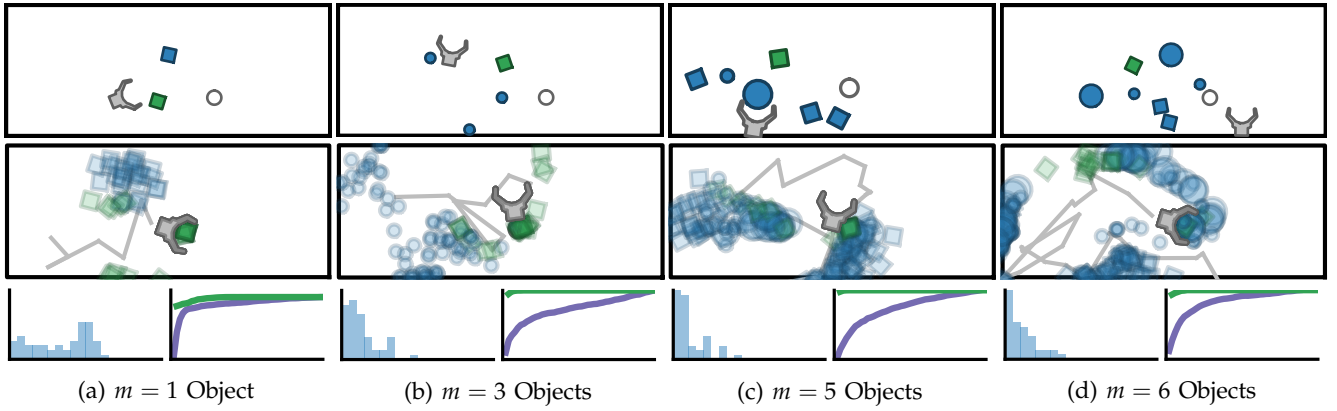 (a) m = 1 Object
(b) m = 3 Objects
(c) m = 5 Objects
(d) m = 6 Objects